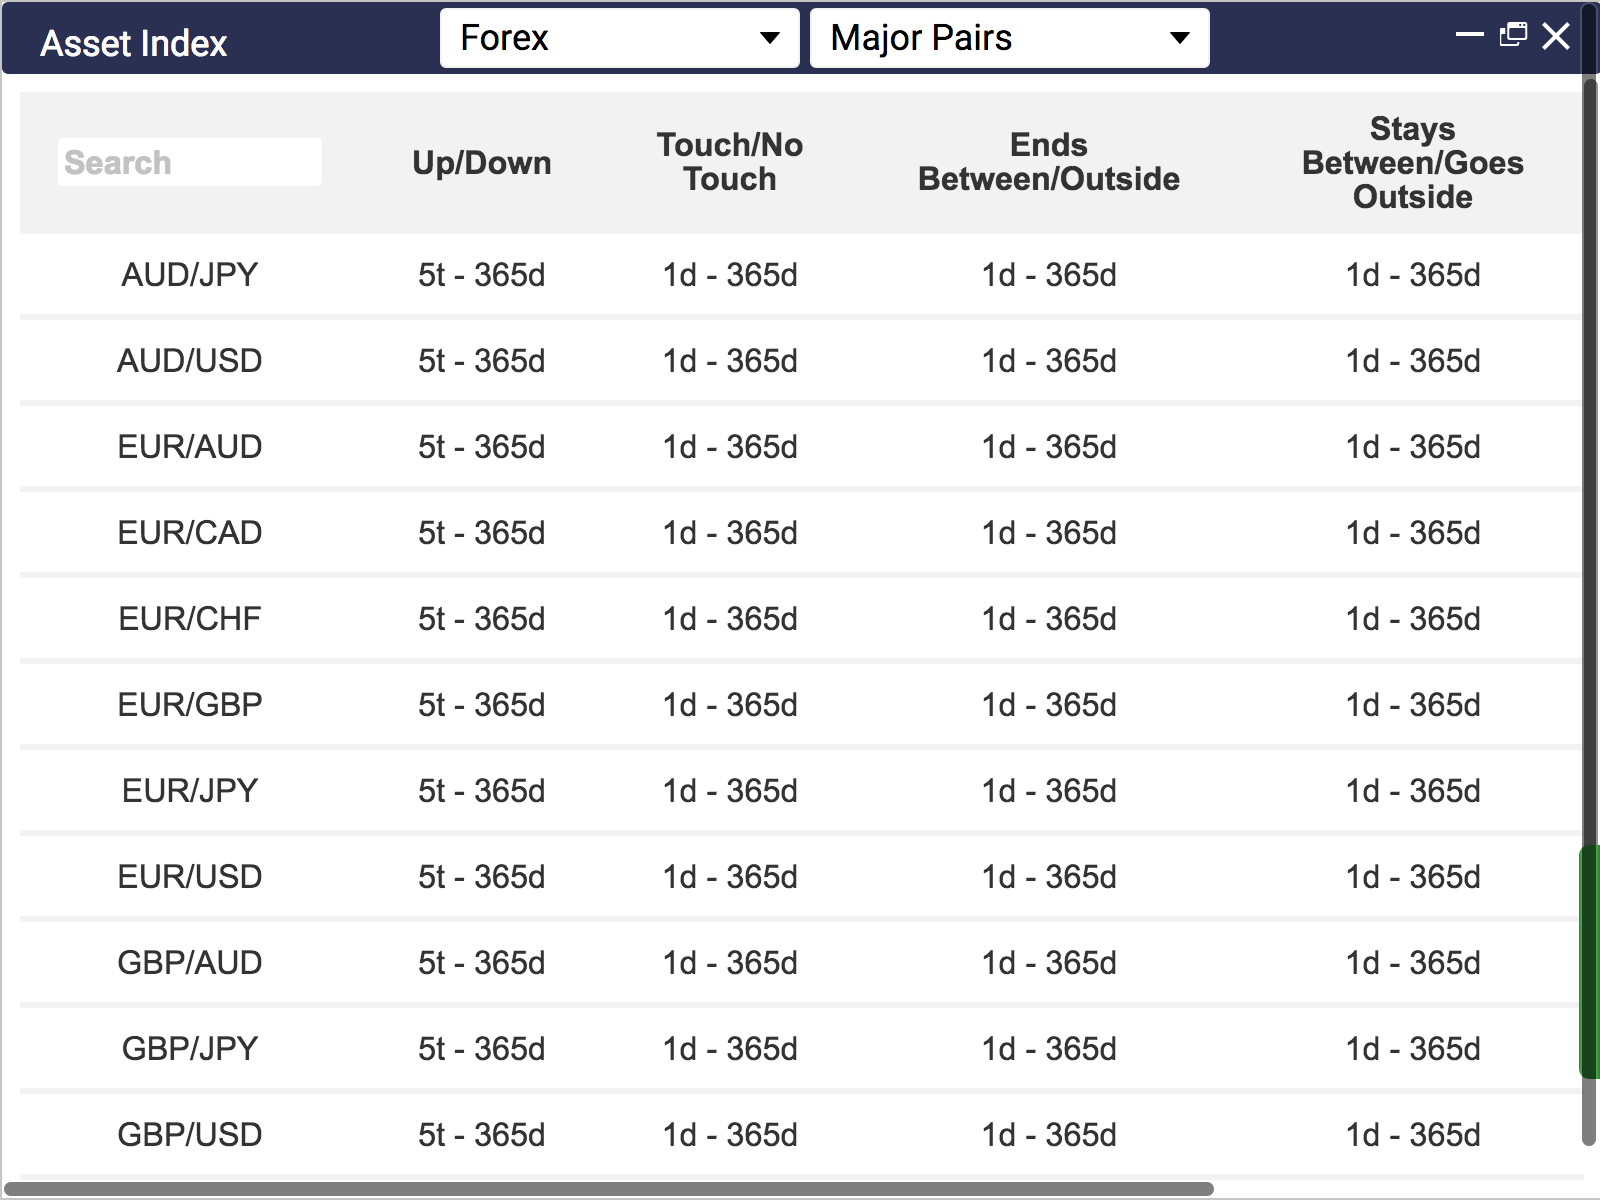 Asset Index Forex Major Pairs
Search Up/Down Touch/No Touch Ends Between/Outside Stays Between/Goes Outside
AUD/JPY 5t - 365d 1d - 365d 1d - 365d 1d - 365d
AUD/USD 5t - 365d 1d - 365d 1d - 365d 1d - 365d
EUR/AUD 5t - 365d 1d - 365d 1d - 365d 1d - 365d
EUR/CAD 5t - 365d 1d - 365d 1d - 365d 1d - 365d
EUR/CHF 5t - 365d 1d - 365d 1d - 365d 1d - 365d
EUR/GBP 5t - 365d 1d - 365d 1d - 365d 1d - 365d
EUR/JPY 5t - 365d 1d - 365d 1d - 365d 1d - 365d
EUR/USD 5t - 365d 1d - 365d 1d - 365d 1d - 365d
GBP/AUD 5t - 365d 1d - 365d 1d - 365d 1d - 365d
GBP/JPY 5t - 365d 1d - 365d 1d - 365d 1d - 365d
GBP/USD 5t - 365d 1d - 365d 1d - 365d 1d - 365d